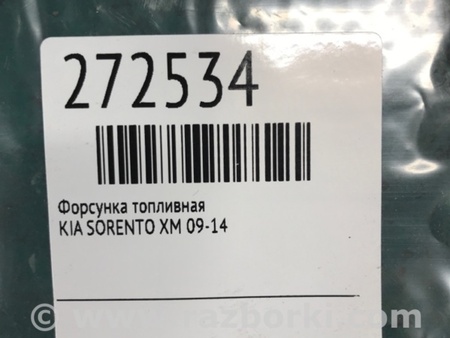 272534
Форсунка топливная
KIA SORENTO XM 09-14
© razborki.com